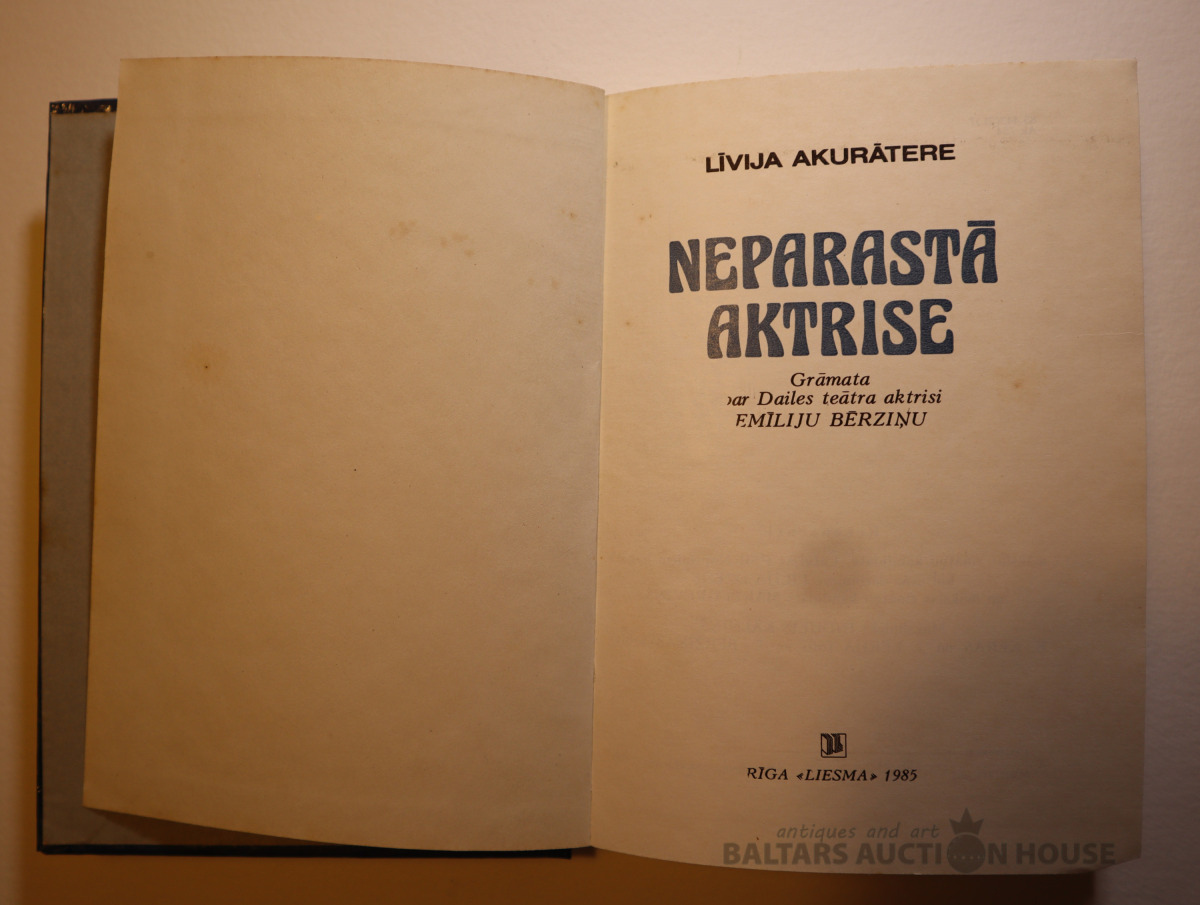 LĪVIJA AKURĀTERE
NEPARASTĀ
AKTRISE
Grāmata
par Dailes teātra aktrisi
EMĪLIJU BĒRZIŅU
RĪGA «LIESMA» 1985
antiques and art
BALTARS AUCTION HOUSE